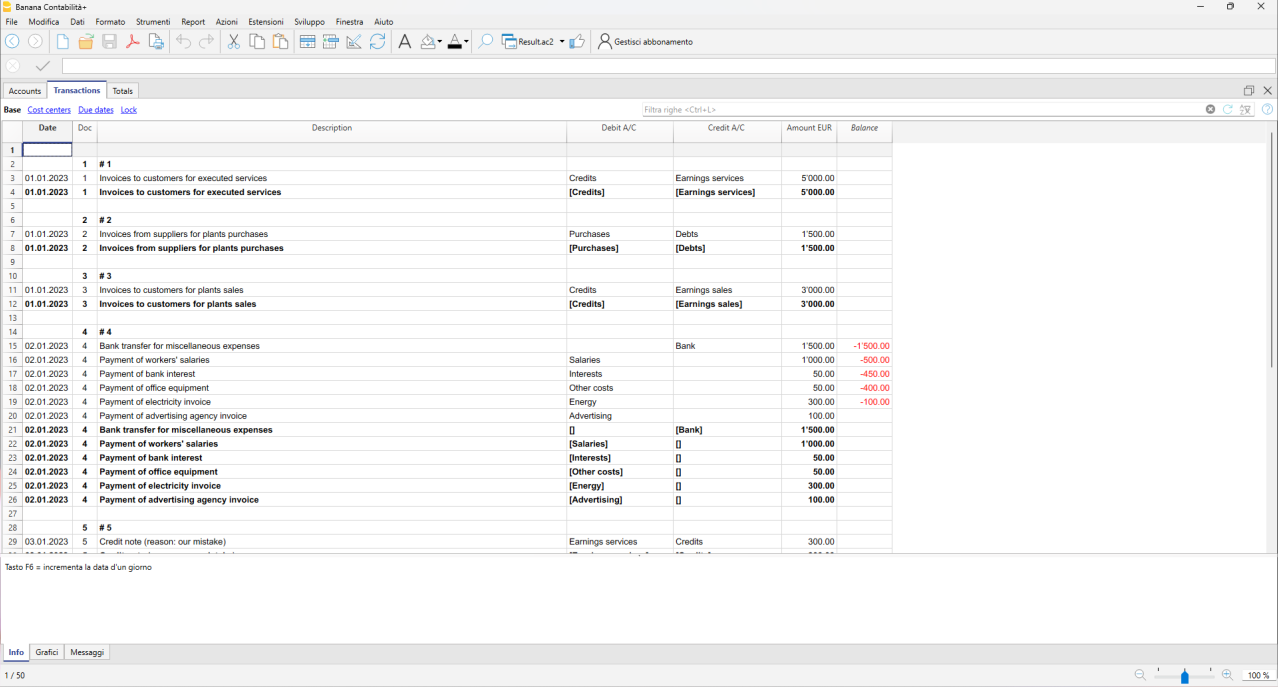 Banana Contabilità+
File Modifica Dati Formato Strumenti Report Azioni Estensioni Sviluppo Finestra Aiuto
A A Result.ac2 Gestisci abbonamento
Accounts Transactions Totals
Base Cost centers Due dates Lock Filtra righe <Ctrl+L>
Date Doc Description Debit A/C Credit A/C Amount EUR Balance
1
2 1 # 1
3 01.01.2023 1 Invoices to customers for executed services Credits Earnings services 5'000.00
4 01.01.2023 1 Invoices to customers for executed services [Credits] [Earnings services] 5'000.00
5
6 2 # 2
7 01.01.2023 2 Invoices from suppliers for plants purchases Purchases Debts 1'500.00
8 01.01.2023 2 Invoices from suppliers for plants purchases [Purchases] [Debts] 1'500.00
9
10 3 # 3
11 01.01.2023 3 Invoices to customers for plants sales Credits Earnings sales 3'000.00
12 01.01.2023 3 Invoices to customers for plants sales [Credits] [Earnings sales] 3'000.00
13
14 4 # 4
15 02.01.2023 4 Bank transfer for miscellaneous expenses Bank 1'500.00 -1'500.00
16 02.01.2023 4 Payment of workers' salaries Salaries 1'000.00 -500.00
17 02.01.2023 4 Payment of bank interest Interests 50.00 -450.00
18 02.01.2023 4 Payment of office equipment Other costs 50.00 -400.00
19 02.01.2023 4 Payment of electricity invoice Energy 300.00 -100.00
20 02.01.2023 4 Payment of advertising agency invoice Advertising 100.00
21 02.01.2023 4 Bank transfer for miscellaneous expenses [] [Bank] 1'500.00
22 02.01.2023 4 Payment of workers' salaries [Salaries] [] 1'000.00
23 02.01.2023 4 Payment of bank interest [Interests] [] 50.00
24 02.01.2023 4 Payment of office equipment [Other costs] [] 50.00
25 02.01.2023 4 Payment of electricity invoice [Energy] [] 300.00
26 02.01.2023 4 Payment of advertising agency invoice [Advertising] [] 100.00
27
28 5 # 5
29 03.01.2023 5 Credit note (reason: our mistake) Earnings services Credits 300.00
Tasto F6 = incrementa la data d'un giorno
Info Grafici Messaggi
1 / 50 100 %